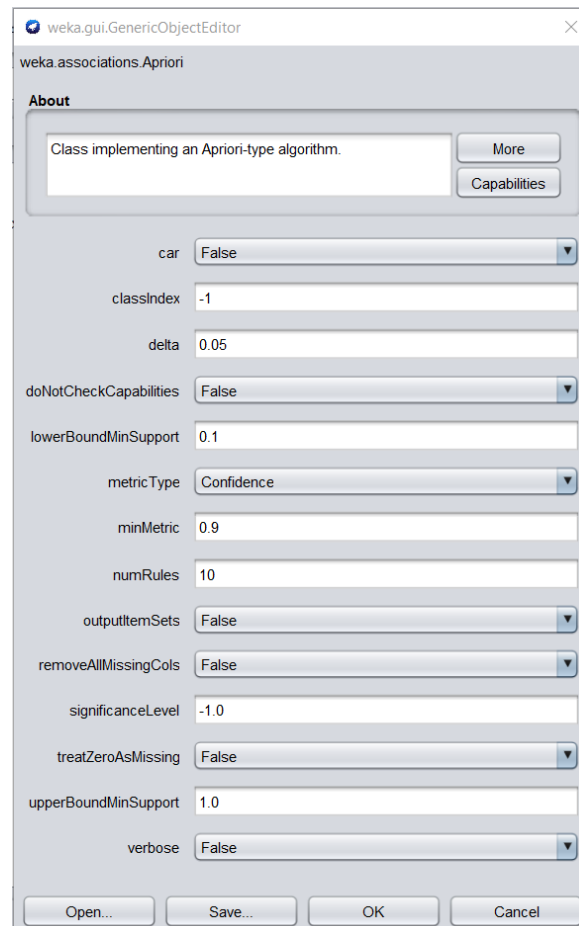 weka.gui.GenericObjectEditor
weka.associations.Apriori
About
Class implementing an Apriori-type algorithm.
More
Capabilities
car False
classIndex -1
delta 0.05
doNotCheckCapabilities False
lowerBoundMinSupport 0.1
metricType Confidence
minMetric 0.9
numRules 10
outputItemSets False
removeAllMissingCols False
significanceLevel -1.0
treatZeroAsMissing False
upperBoundMinSupport 1.0
verbose False
Open... Save... OK Cancel